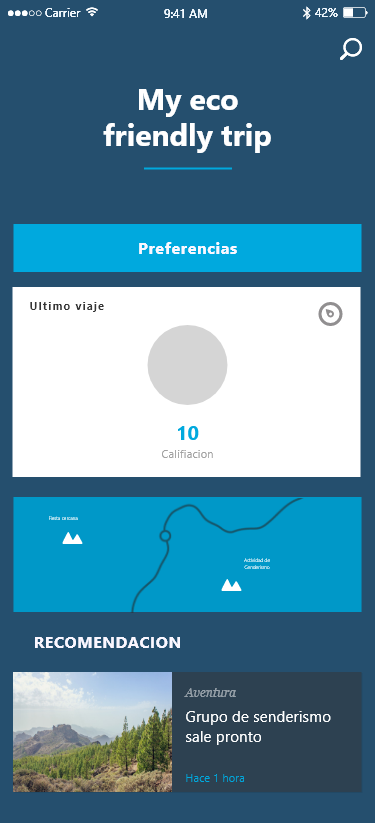 Carrier 9:41 AM 42%
My eco
friendly trip
Preferencias
Ultimo viaje
10
Califiacion
Fiesta cercana
Actividad de
Senderismo
RECOMENDACION
Aventura
Grupo de senderismo
sale pronto
Hace 1 hora